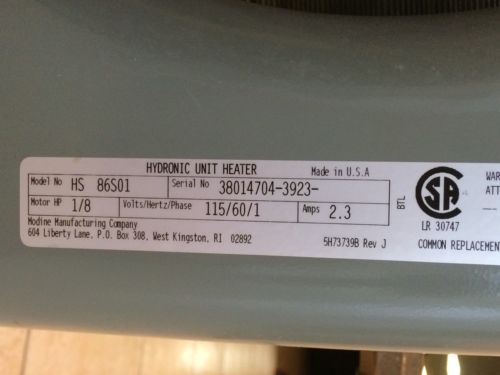 HYDRONIC UNIT HEATER Made in U.S.A
Model No HS 86S01 Serial No 38014704-3923-
Motor HP 1/8 Volts/Hertz/Phase 115/60/1 Amps 2.3
Modine Manufacturing Company
604 Liberty Lane, P.O. Box 308, West Kingston, RI 02892
5H73739B Rev J
BTL
CSA
LR 30747
WAR
ATT
COMMON REPLACEMEN